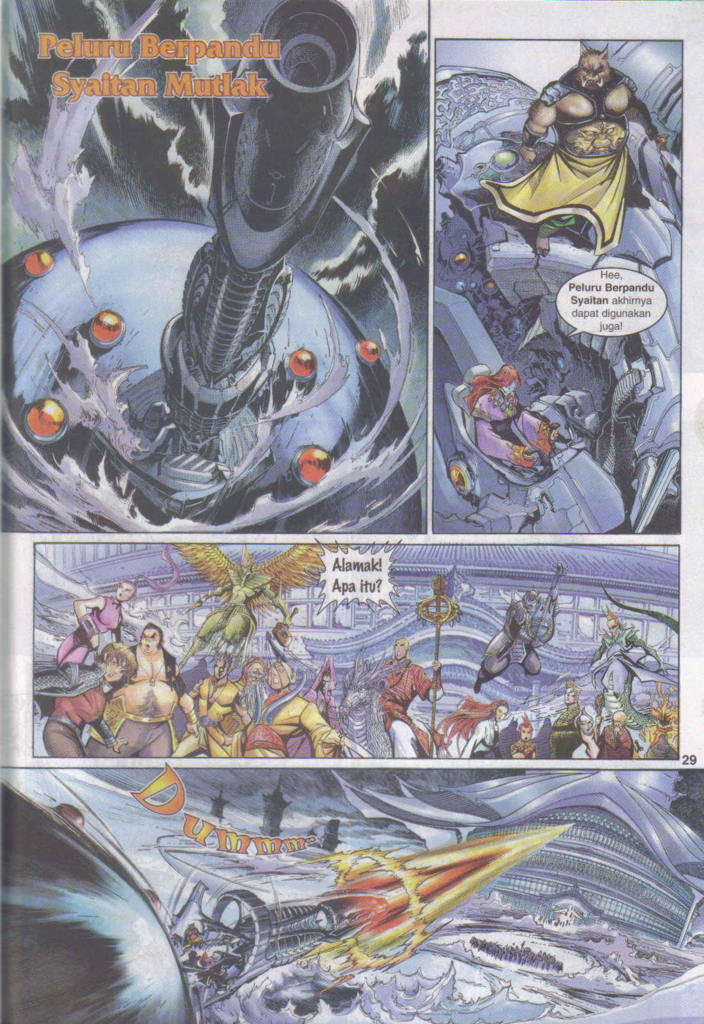 Peluru Berpandu
Syaitan Mutlak
Hee,
Peluru Berpandu
Syaitan akhirnya
dapat digunakan
juga!
Alamak!
Apa itu?
29
Dummm~